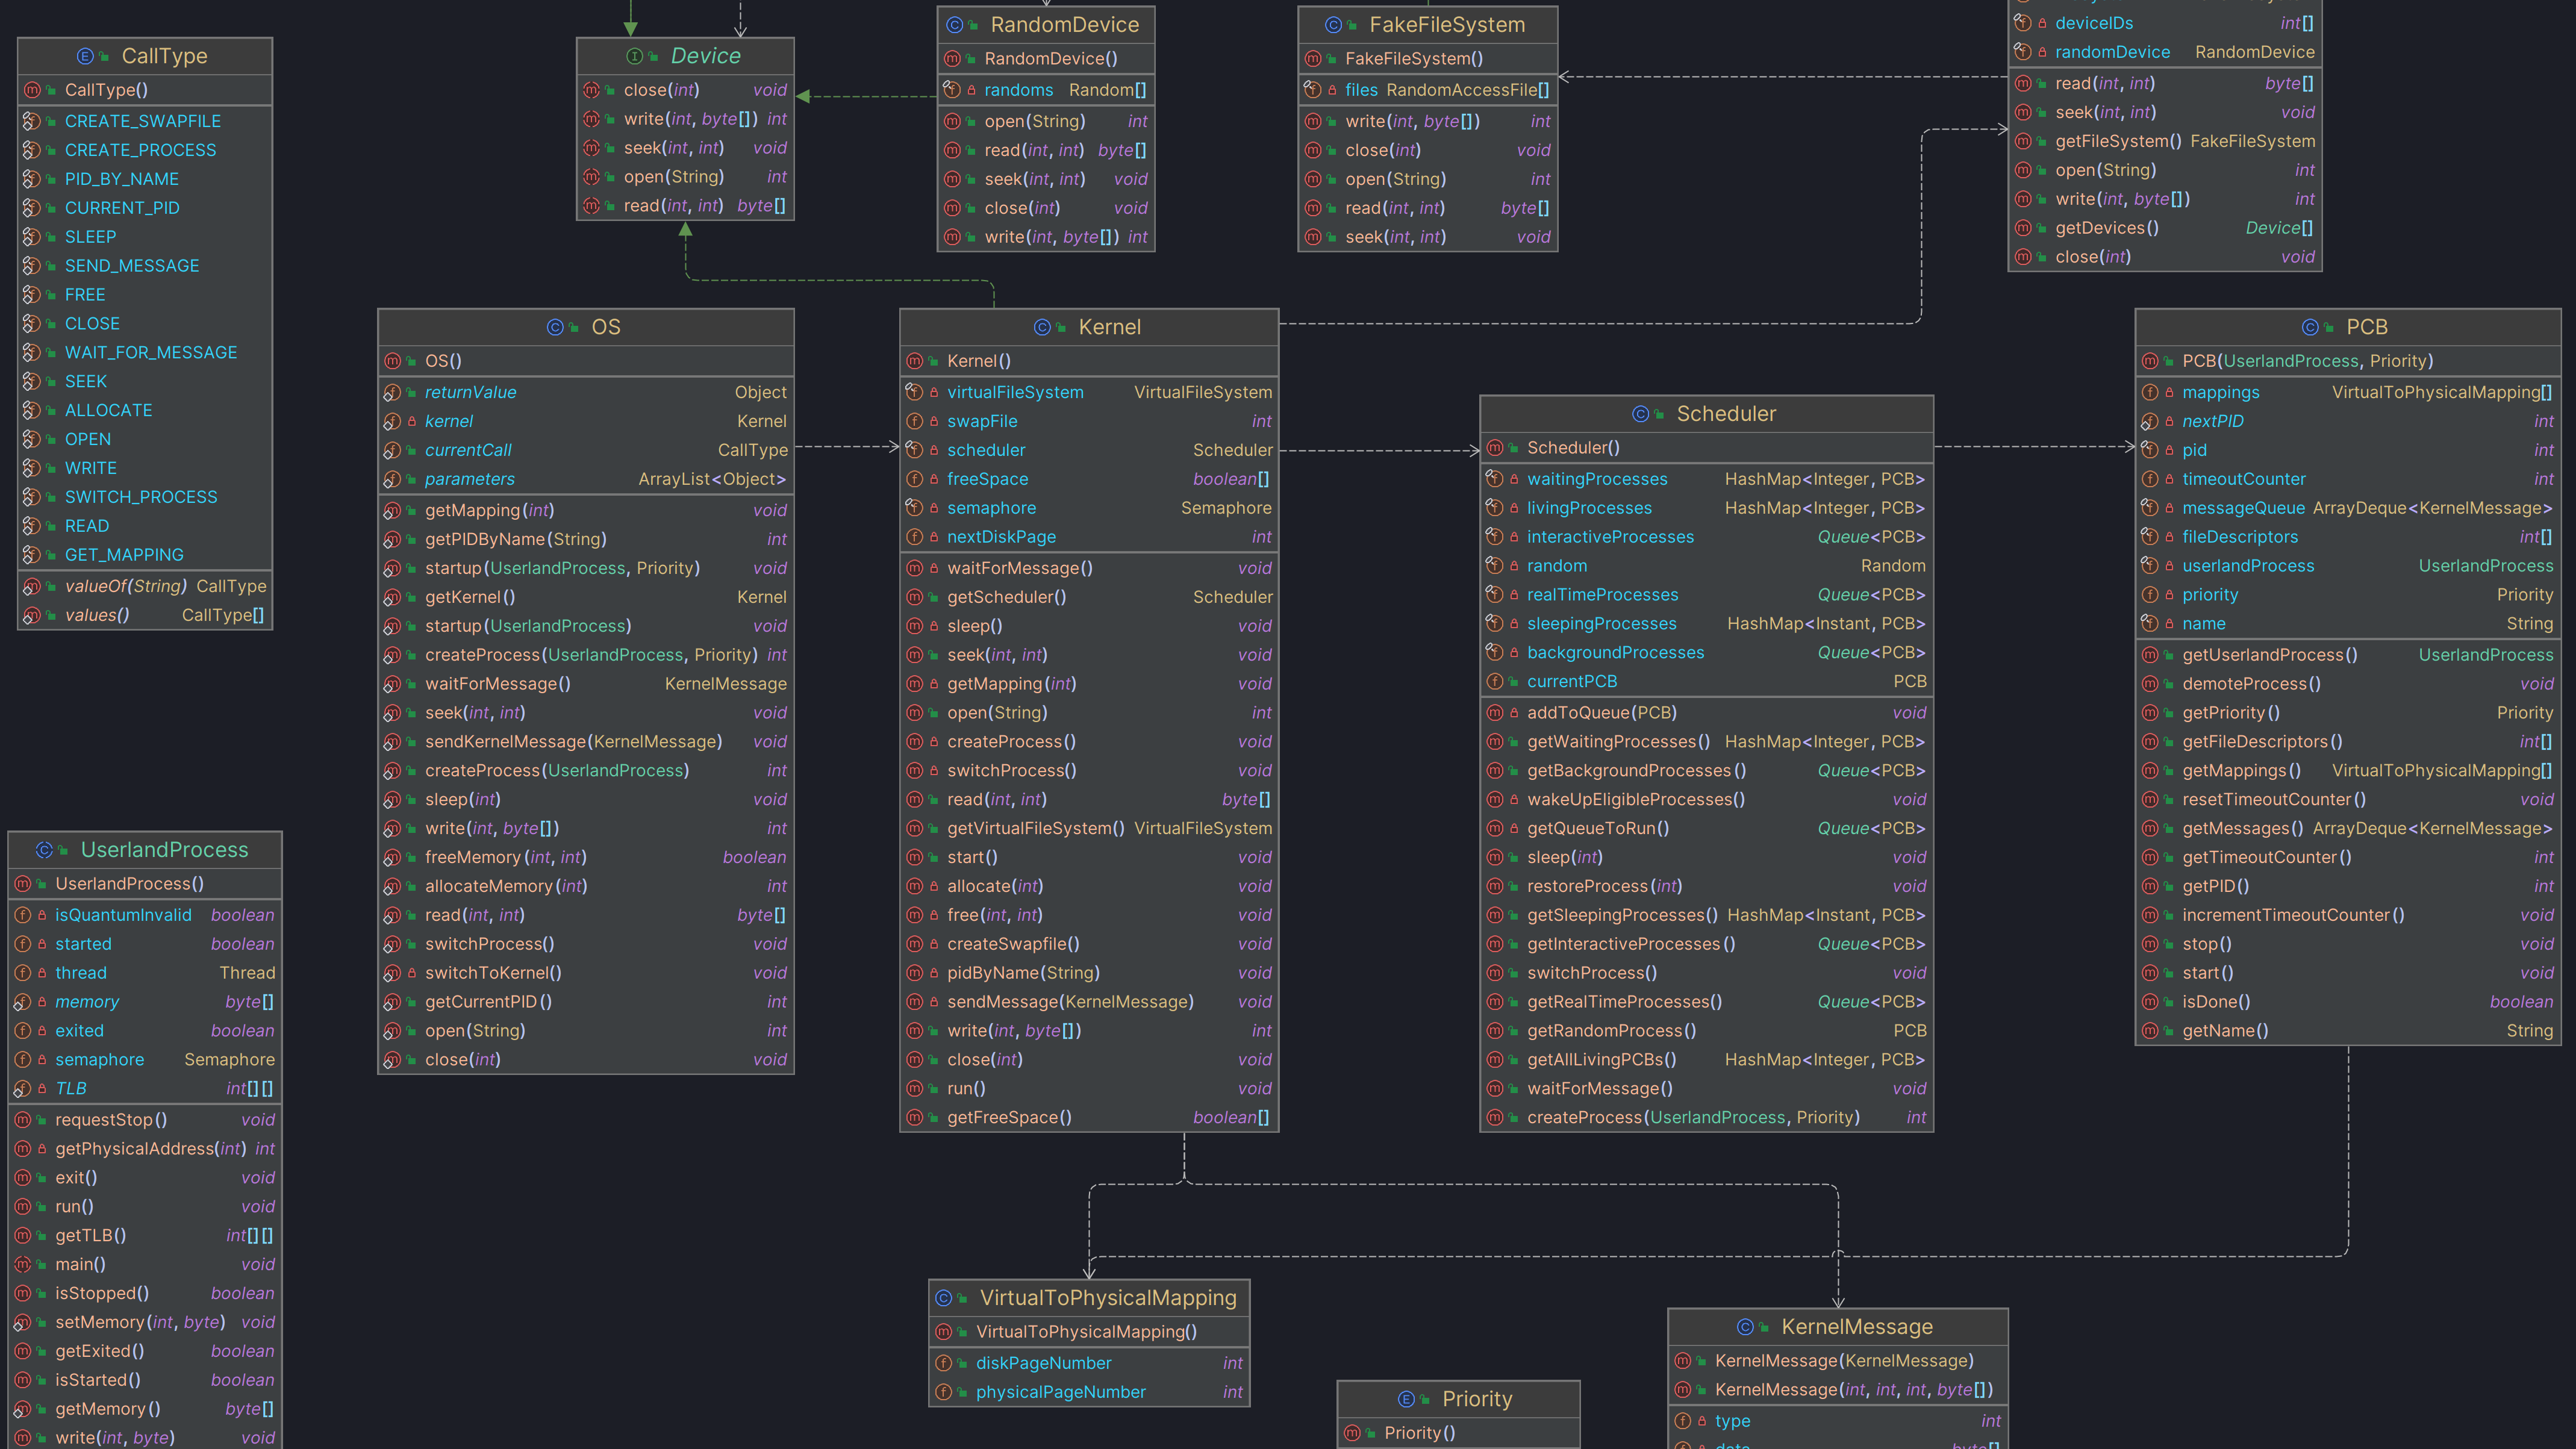 CallType
CallType()
CREATE_SWAPFILE
CREATE_PROCESS
PID_BY_NAME
CURRENT_PID
SLEEP
SEND_MESSAGE
FREE
CLOSE
WAIT_FOR_MESSAGE
SEEK
ALLOCATE
OPEN
WRITE
SWITCH_PROCESS
READ
GET_MAPPING
valueOf(String) CallType
values() CallType[]
Device
close(int) void
write(int, byte[]) int
seek(int, int) void
open(String) int
read(int, int) byte[]
RandomDevice
RandomDevice()
randoms Random[]
open(String) int
read(int, int) byte[]
seek(int, int) void
close(int) void
write(int, byte[]) int
FakeFileSystem
FakeFileSystem()
files RandomAccessFile[]
write(int, byte[]) int
close(int) void
open(String) int
read(int, int) byte[]
seek(int, int) void
deviceIDs int[]
randomDevice RandomDevice
read(int, int) byte[]
seek(int, int) void
getFileSystem() FakeFileSystem
open(String) int
write(int, byte[]) int
getDevices() Device[]
close(int) void
OS
OS()
returnValue Object
kernel Kernel
currentCall CallType
parameters ArrayList<Object>
getMapping(int) void
getPIDByName(String) int
startup(UserlandProcess, Priority) void
getKernel() Kernel
startup(UserlandProcess) void
createProcess(UserlandProcess, Priority) int
waitForMessage() KernelMessage
seek(int, int) void
sendKernelMessage(KernelMessage) void
createProcess(UserlandProcess) int
sleep(int) void
write(int, byte[]) int
freeMemory(int, int) boolean
allocateMemory(int) int
read(int, int) byte[]
switchProcess() void
switchToKernel() void
getCurrentPID() int
open(String) int
close(int) void
Kernel
Kernel()
virtualFileSystem VirtualFileSystem
swapFile int
scheduler Scheduler
freeSpace boolean[]
semaphore Semaphore
nextDiskPage int
waitForMessage() void
getScheduler() Scheduler
sleep() void
seek(int, int) void
getMapping(int) void
open(String) int
createProcess() void
switchProcess() void
read(int, int) byte[]
getVirtualFileSystem() VirtualFileSystem
start() void
allocate(int) void
free(int, int) void
createSwapfile() void
pidByName(String) void
sendMessage(KernelMessage) void
write(int, byte[]) int
close(int) void
run() void
getFreeSpace() boolean[]
Scheduler
Scheduler()
waitingProcesses HashMap<Integer, PCB>
livingProcesses HashMap<Integer, PCB>
interactiveProcesses Queue<PCB>
random Random
realTimeProcesses Queue<PCB>
sleepingProcesses HashMap<Instant, PCB>
backgroundProcesses Queue<PCB>
currentPCB PCB
addToQueue(PCB) void
getWaitingProcesses() HashMap<Integer, PCB>
getBackgroundProcesses() Queue<PCB>
wakeUpEligibleProcesses() void
getQueueToRun() Queue<PCB>
sleep(int) void
restoreProcess(int) void
getSleepingProcesses() HashMap<Instant, PCB>
getInteractiveProcesses() Queue<PCB>
switchProcess() void
getRealTimeProcesses() Queue<PCB>
getRandomProcess() PCB
getAllLivingPCBs() HashMap<Integer, PCB>
waitForMessage() void
createProcess(UserlandProcess, Priority) int
PCB
PCB(UserlandProcess, Priority)
mappings VirtualToPhysicalMapping[]
nextPID int
pid int
timeoutCounter int
messageQueue ArrayDeque<KernelMessage>
fileDescriptors int[]
userlandProcess UserlandProcess
priority Priority
name String
getUserlandProcess() UserlandProcess
demoteProcess() void
getPriority() Priority
getFileDescriptors() int[]
getMappings() VirtualToPhysicalMapping[]
resetTimeoutCounter() void
getMessages() ArrayDeque<KernelMessage>
getTimeoutCounter() int
getPID() int
incrementTimeoutCounter() void
stop() void
start() void
isDone() boolean
getName() String
UserlandProcess
UserlandProcess()
isQuantumInvalid boolean
started boolean
thread Thread
memory byte[]
exited boolean
semaphore Semaphore
TLB int[][]
requestStop() void
getPhysicalAddress(int) int
exit() void
run() void
getTLB() int[][]
main() void
isStopped() boolean
setMemory(int, byte) void
getExited() boolean
isStarted() boolean
getMemory() byte[]
write(int, byte) void
VirtualToPhysicalMapping
VirtualToPhysicalMapping()
diskPageNumber int
physicalPageNumber int
Priority
Priority()
KernelMessage
KernelMessage(KernelMessage)
KernelMessage(int, int, int, byte[])
type int